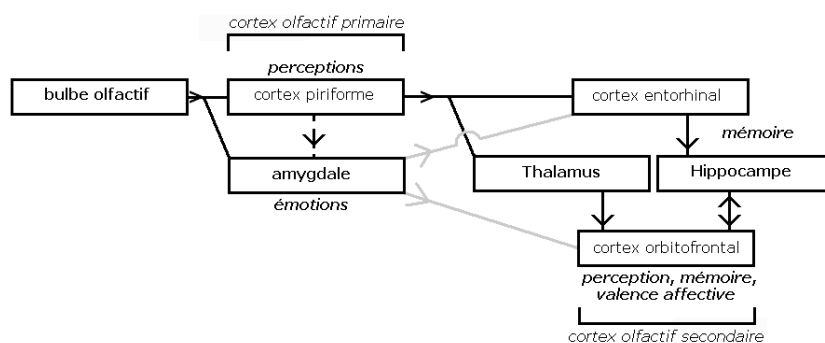 cortex olfactif primaire
perceptions
bulbe olfactif
cortex piriforme
cortex entorhinal
mémoire
amygdale
Thalamus
Hippocampe
émotions
cortex orbitofrontal
perception, mémoire,
valence affective
cortex olfactif secondaire